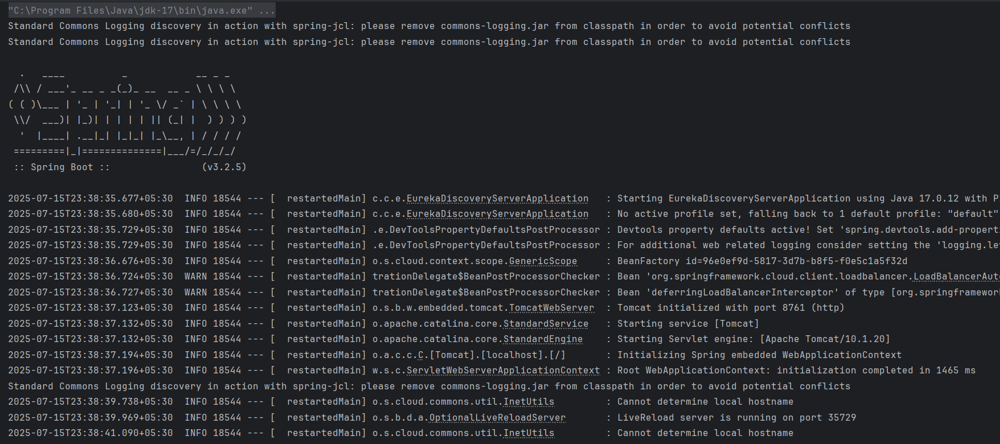 "C:\Program Files\Java\jdk-17\bin\java.exe" ...
Standard Commons Logging discovery in action with spring-jcl: please remove commons-logging.jar from classpath in order to avoid potential conflicts
Standard Commons Logging discovery in action with spring-jcl: please remove commons-logging.jar from classpath in order to avoid potential conflicts

  .   ____          _            __ _ _
 /\\ / ___'_ __ _ _(_)_ __  __ _ \ \ \ \
( ( )\___ | '_ | '_| | '_ \/ _` | \ \ \ \
 \\/  ___)| |_)| | | | | || (_| |  ) ) ) )
  '  |____| .__|_| |_|_| |_\__, | / / / /
 =========|_|==============|___/=/_/_/_/
 :: Spring Boot ::                (v3.2.5)

2025-07-15T23:38:35.677+05:30  INFO 18544 --- [  restartedMain] c.c.e.EurekaDiscoveryServerApplication   : Starting EurekaDiscoveryServerApplication using Java 17.0.12 with P
2025-07-15T23:38:35.680+05:30  INFO 18544 --- [  restartedMain] c.c.e.EurekaDiscoveryServerApplication   : No active profile set, falling back to 1 default profile: "default"
2025-07-15T23:38:35.729+05:30  INFO 18544 --- [  restartedMain] .e.DevToolsPropertyDefaultsPostProcessor : Devtools property defaults active! Set 'spring.devtools.add-properti
2025-07-15T23:38:35.729+05:30  INFO 18544 --- [  restartedMain] .e.DevToolsPropertyDefaultsPostProcessor : For additional web related logging consider setting the 'logging.lev
2025-07-15T23:38:36.676+05:30  INFO 18544 --- [  restartedMain] o.s.cloud.context.scope.GenericScope     : BeanFactory id=96e0ef9d-5817-3d7b-b8f5-f0e5c1a5f32d
2025-07-15T23:38:36.724+05:30  WARN 18544 --- [  restartedMain] trationDelegate$BeanPostProcessorChecker : Bean 'org.springframework.cloud.client.loadbalancer.LoadBalancerAuto
2025-07-15T23:38:36.727+05:30  WARN 18544 --- [  restartedMain] trationDelegate$BeanPostProcessorChecker : Bean 'deferringLoadBalancerInterceptor' of type [org.springframework
2025-07-15T23:38:37.123+05:30  INFO 18544 --- [  restartedMain] o.s.b.w.embedded.tomcat.TomcatWebServer  : Tomcat initialized with port 8761 (http)
2025-07-15T23:38:37.132+05:30  INFO 18544 --- [  restartedMain] o.apache.catalina.core.StandardService   : Starting service [Tomcat]
2025-07-15T23:38:37.132+05:30  INFO 18544 --- [  restartedMain] o.apache.catalina.core.StandardEngine    : Starting Servlet engine: [Apache Tomcat/10.1.20]
2025-07-15T23:38:37.194+05:30  INFO 18544 --- [  restartedMain] o.a.c.c.C.[Tomcat].[localhost].[/]       : Initializing Spring embedded WebApplicationContext
2025-07-15T23:38:37.196+05:30  INFO 18544 --- [  restartedMain] w.s.c.ServletWebServerApplicationContext : Root WebApplicationContext: initialization completed in 1465 ms
Standard Commons Logging discovery in action with spring-jcl: please remove commons-logging.jar from classpath in order to avoid potential conflicts
2025-07-15T23:38:39.738+05:30  INFO 18544 --- [  restartedMain] o.s.cloud.commons.util.InetUtils         : Cannot determine local hostname
2025-07-15T23:38:39.969+05:30  INFO 18544 --- [  restartedMain] o.s.b.d.a.OptionalLiveReloadServer       : LiveReload server is running on port 35729
2025-07-15T23:38:41.090+05:30  INFO 18544 --- [  restartedMain] o.s.cloud.commons.util.InetUtils         : Cannot determine local hostname